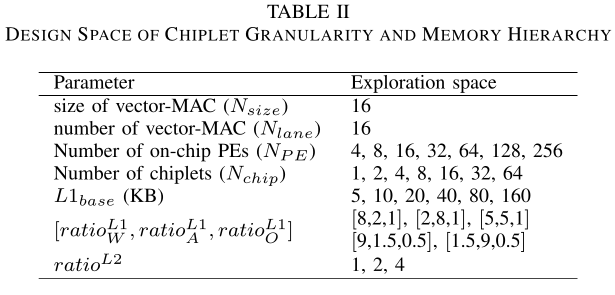 TABLE II
DESIGN SPACE OF CHIPLET GRANULARITY AND MEMORY HIERARCHY
Parameter Exploration space
size of vector-MAC (N_{size}) 16
number of vector-MAC (N_{lane}) 16
Number of on-chip PEs (N_{PE}) 4, 8, 16, 32, 64, 128, 256
Number of chiplets (N_{chip}) 1, 2, 4, 8, 16, 32, 64
L1_{base} (KB) 5, 10, 20, 40, 80, 160
[ratio_W^{L1}, ratio_A^{L1}, ratio_O^{L1}] [8,2,1], [2,8,1], [5,5,1]
[9,1.5,0.5], [1.5,9,0.5]
ratio^{L2} 1, 2, 4